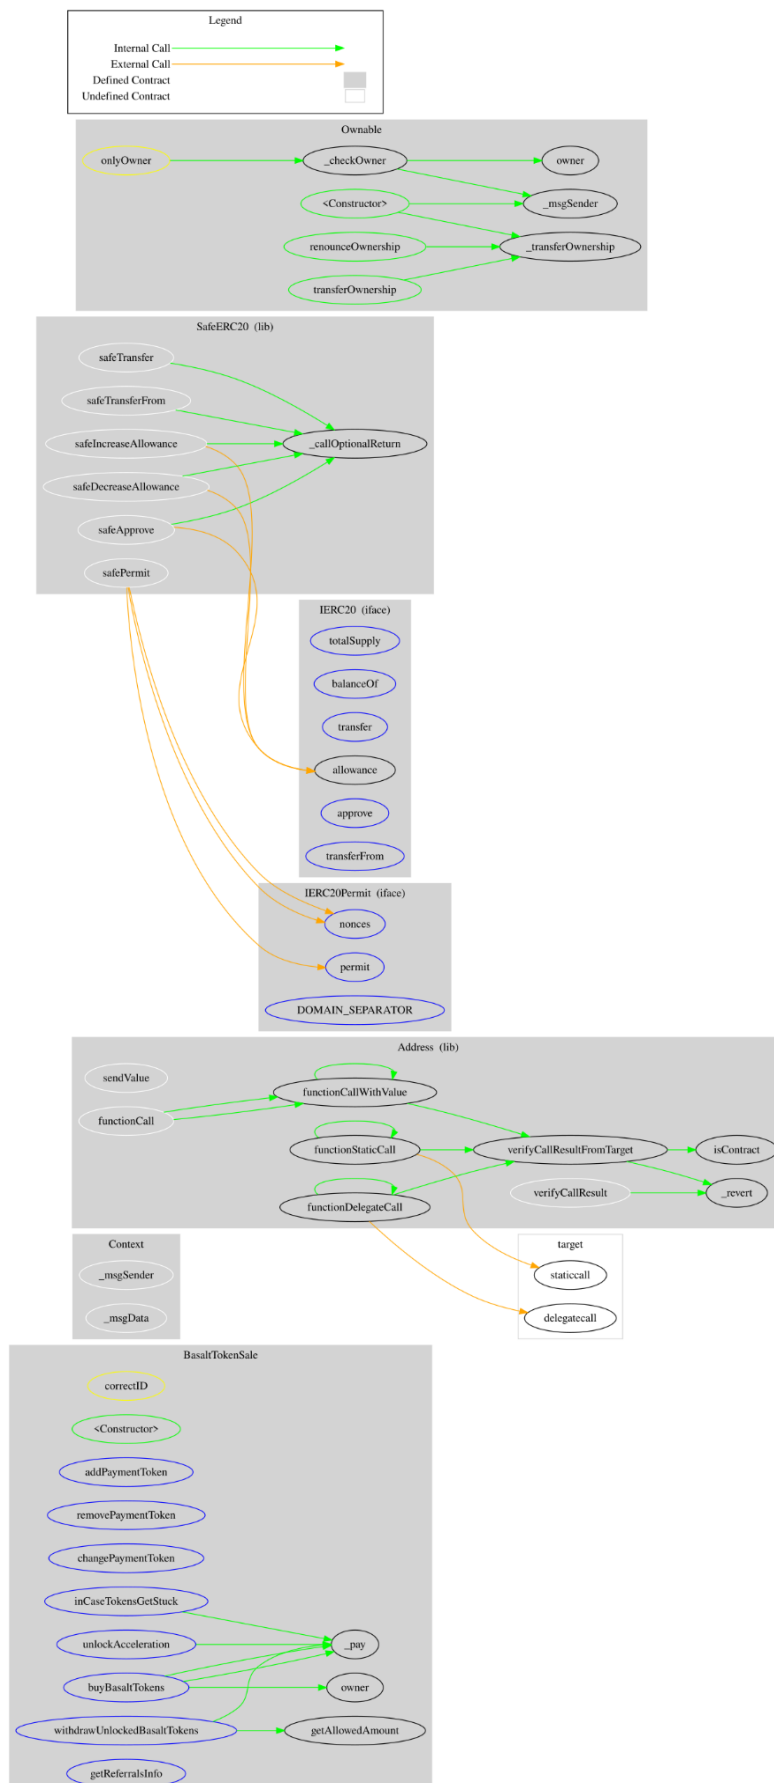 Legend
Internal Call
External Call
Defined Contract
Undefined Contract
Ownable
onlyOwner
_checkOwner
owner
<Constructor>
_msgSender
renounceOwnership
_transferOwnership
transferOwnership
SafeERC20 (lib)
safeTransfer
safeTransferFrom
safeIncreaseAllowance
_callOptionalReturn
safeDecreaseAllowance
safeApprove
safePermit
IERC20 (iface)
totalSupply
balanceOf
transfer
allowance
approve
transferFrom
IERC20Permit (iface)
nonces
permit
DOMAIN_SEPARATOR
Address (lib)
sendValue
functionCallWithValue
functionCall
functionStaticCall
verifyCallResultFromTarget
isContract
functionDelegateCall
verifyCallResult
_revert
Context
_msgSender
_msgData
target
staticcall
delegatecall
BasaltTokenSale
correctID
<Constructor>
addPaymentToken
removePaymentToken
changePaymentToken
inCaseTokensGetStuck
unlockAcceleration
_pay
buyBasaltTokens
owner
withdrawUnlockedBasaltTokens
getAllowedAmount
getReferralsInfo